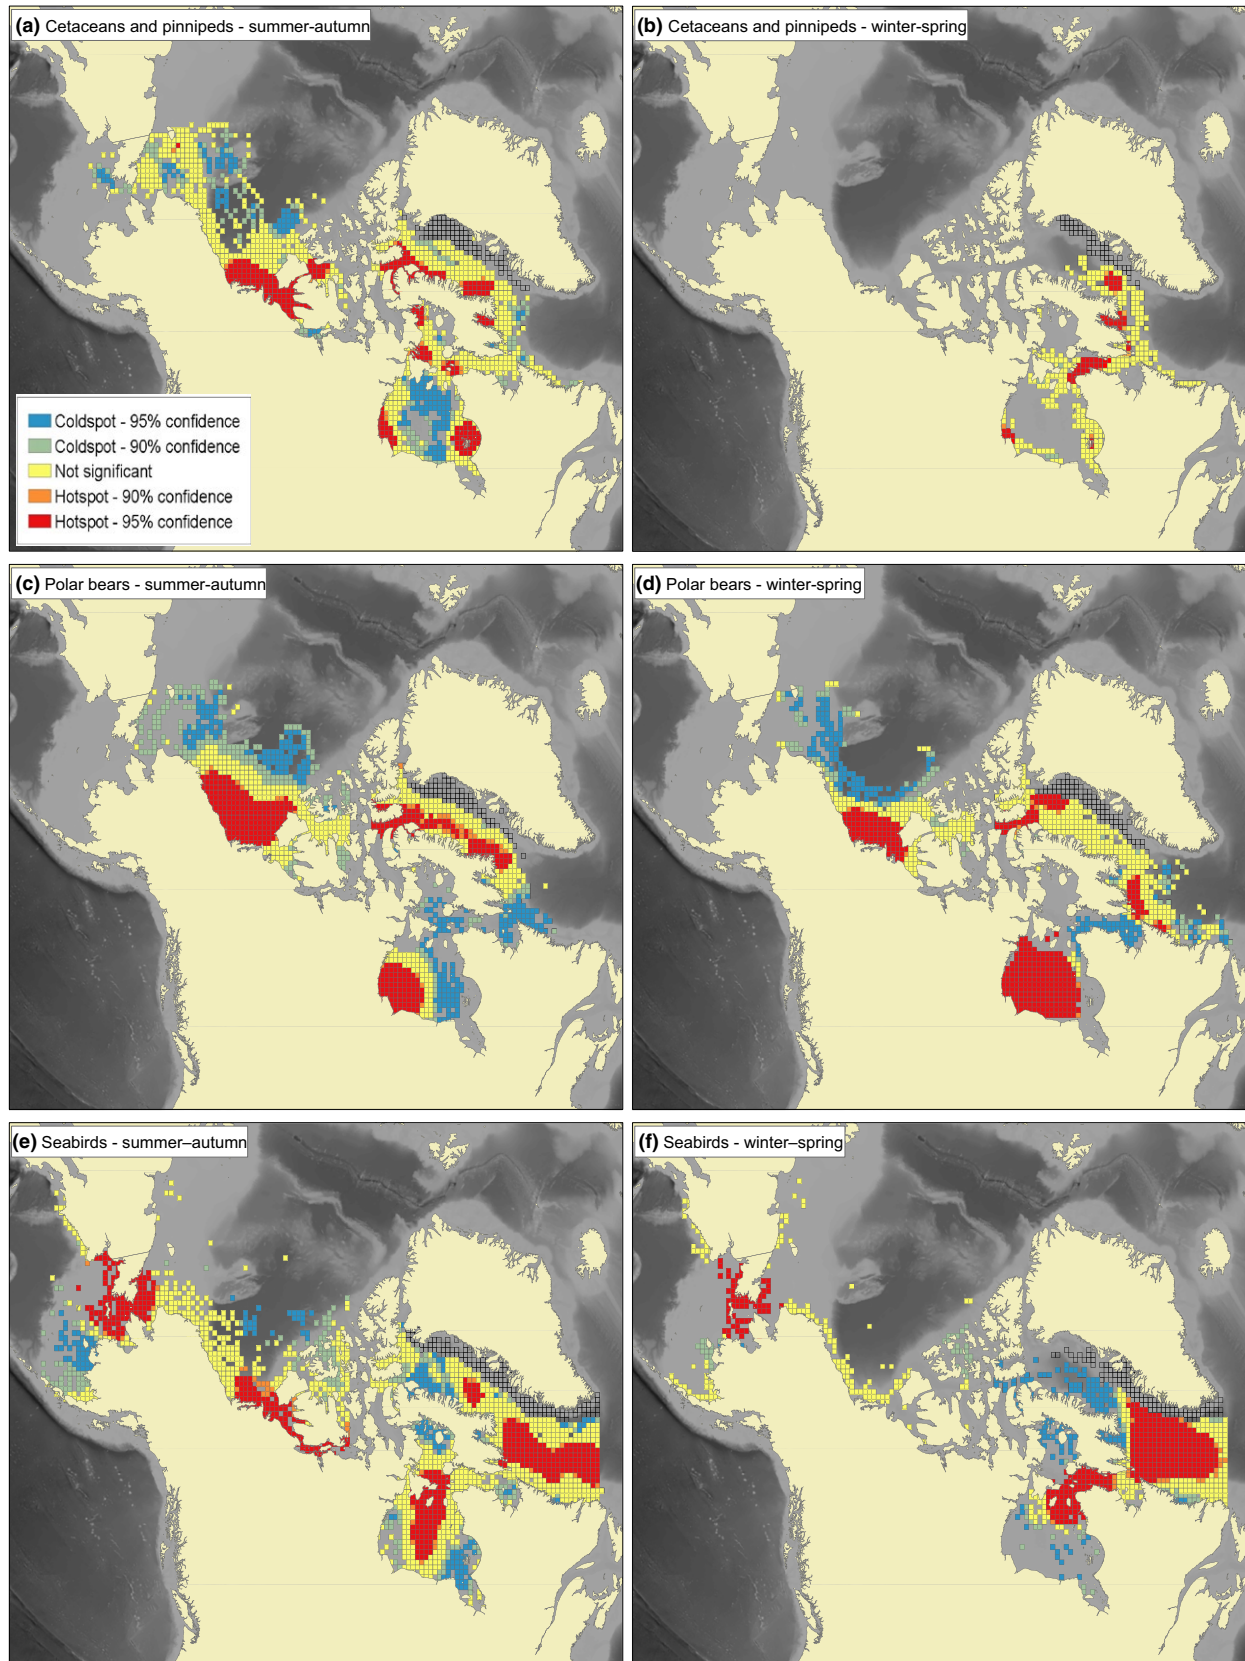 (a) Cetaceans and pinnipeds - summer-autumn
(b) Cetaceans and pinnipeds - winter-spring
Coldspot - 95% confidence
Coldspot - 90% confidence
Not significant
Hotspot - 90% confidence
Hotspot - 95% confidence
(c) Polar bears - summer-autumn
(d) Polar bears - winter-spring
(e) Seabirds - summer–autumn
(f) Seabirds - winter–spring